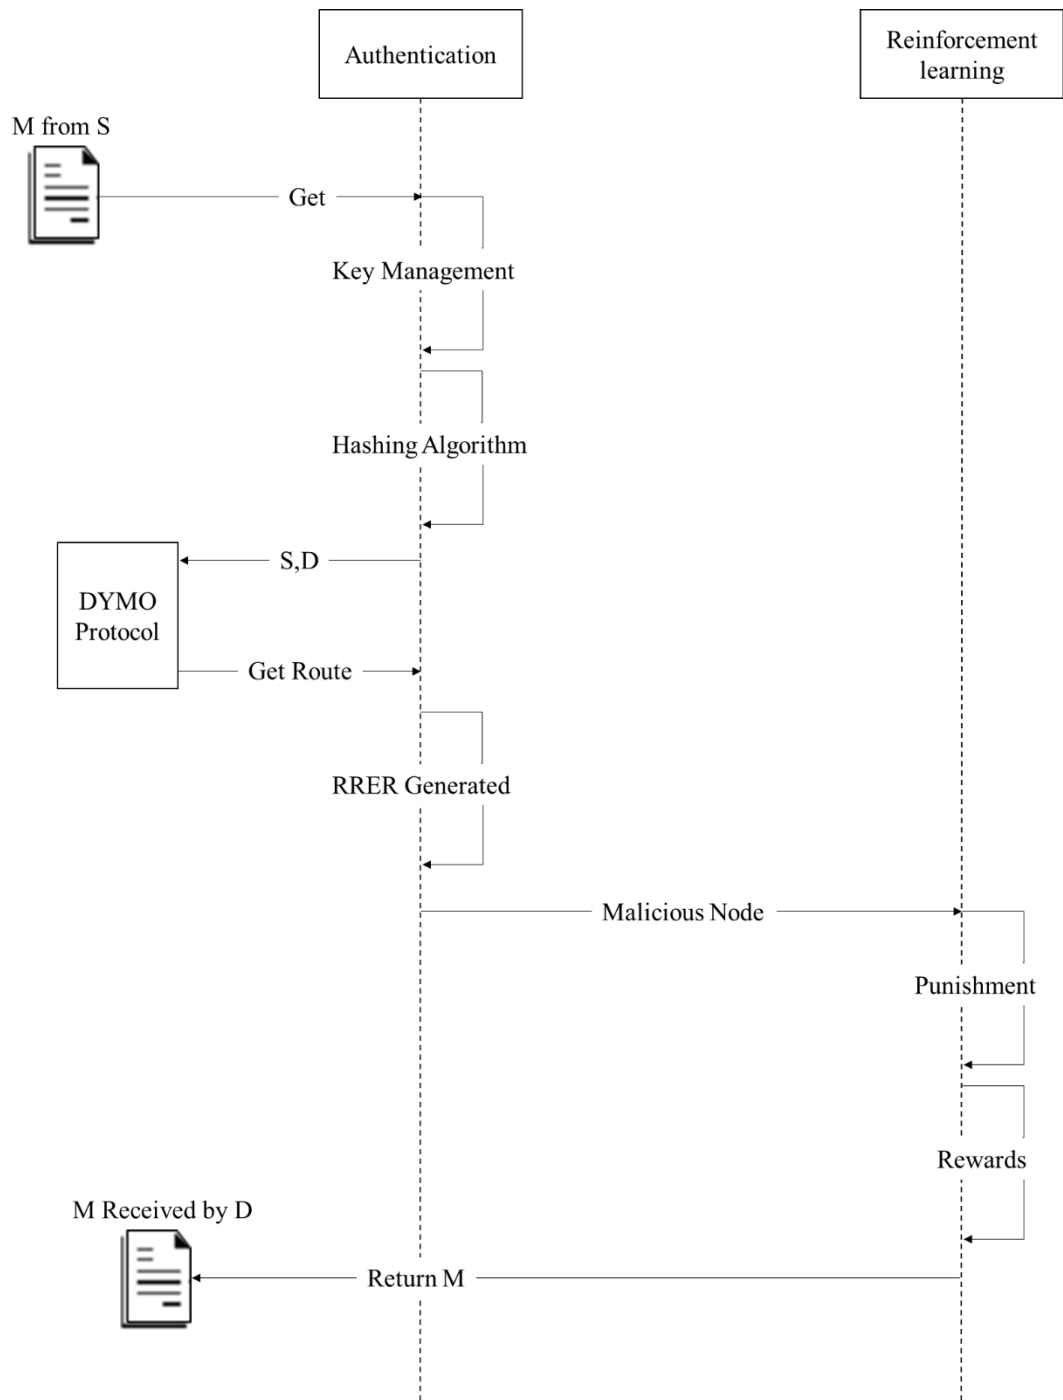 Authentication
Reinforcement
learning
M from S
Get
Key Management
Hashing Algorithm
S,D
DYMO
Protocol
Get Route
RRER Generated
Malicious Node
Punishment
Rewards
M Received by D
Return M